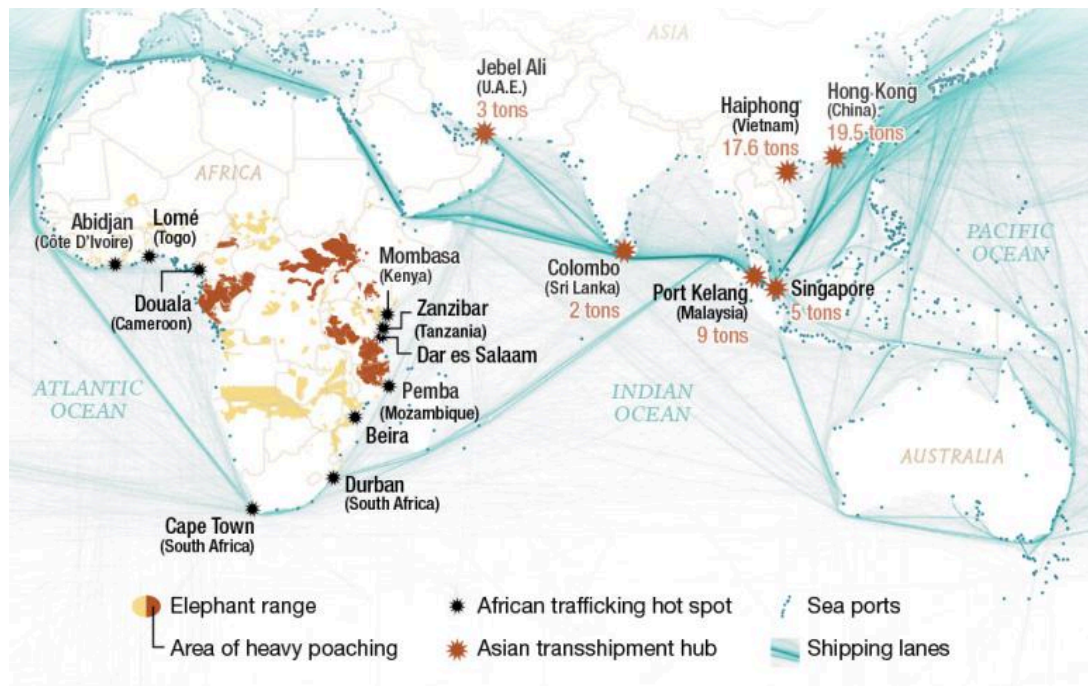 ASIA
Jebel Ali
(U.A.E.)
3 tons
Haiphong
(Vietnam)
17.6 tons
Hong Kong
(China)
19.5 tons
AFRICA
Abidjan
(Côte D'Ivoire)
Lomé
(Togo)
Douala
(Cameroon)
Mombasa
(Kenya)
Zanzibar
(Tanzania)
Dar es Salaam
Colombo
(Sri Lanka)
2 tons
Port Kelang
(Malaysia)
9 tons
Singapore
5 tons
PACIFIC
OCEAN
ATLANTIC
OCEAN
Pemba
(Mozambique)
Beira
INDIAN
OCEAN
AUSTRALIA
Durban
(South Africa)
Cape Town
(South Africa)
Elephant range
Area of heavy poaching
African trafficking hot spot
Asian transshipment hub
Sea ports
Shipping lanes